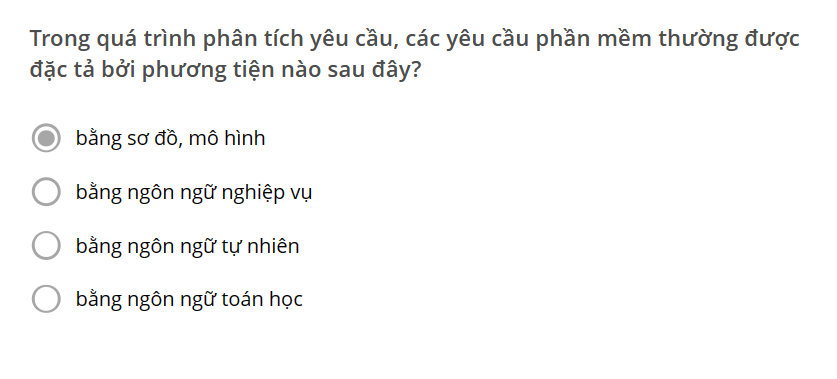 Trong quá trình phân tích yêu cầu, các yêu cầu phần mềm thường được
đặc tả bởi phương tiện nào sau đây?
bằng sơ đồ, mô hình
bằng ngôn ngữ nghiệp vụ
bằng ngôn ngữ tự nhiên
bằng ngôn ngữ toán học